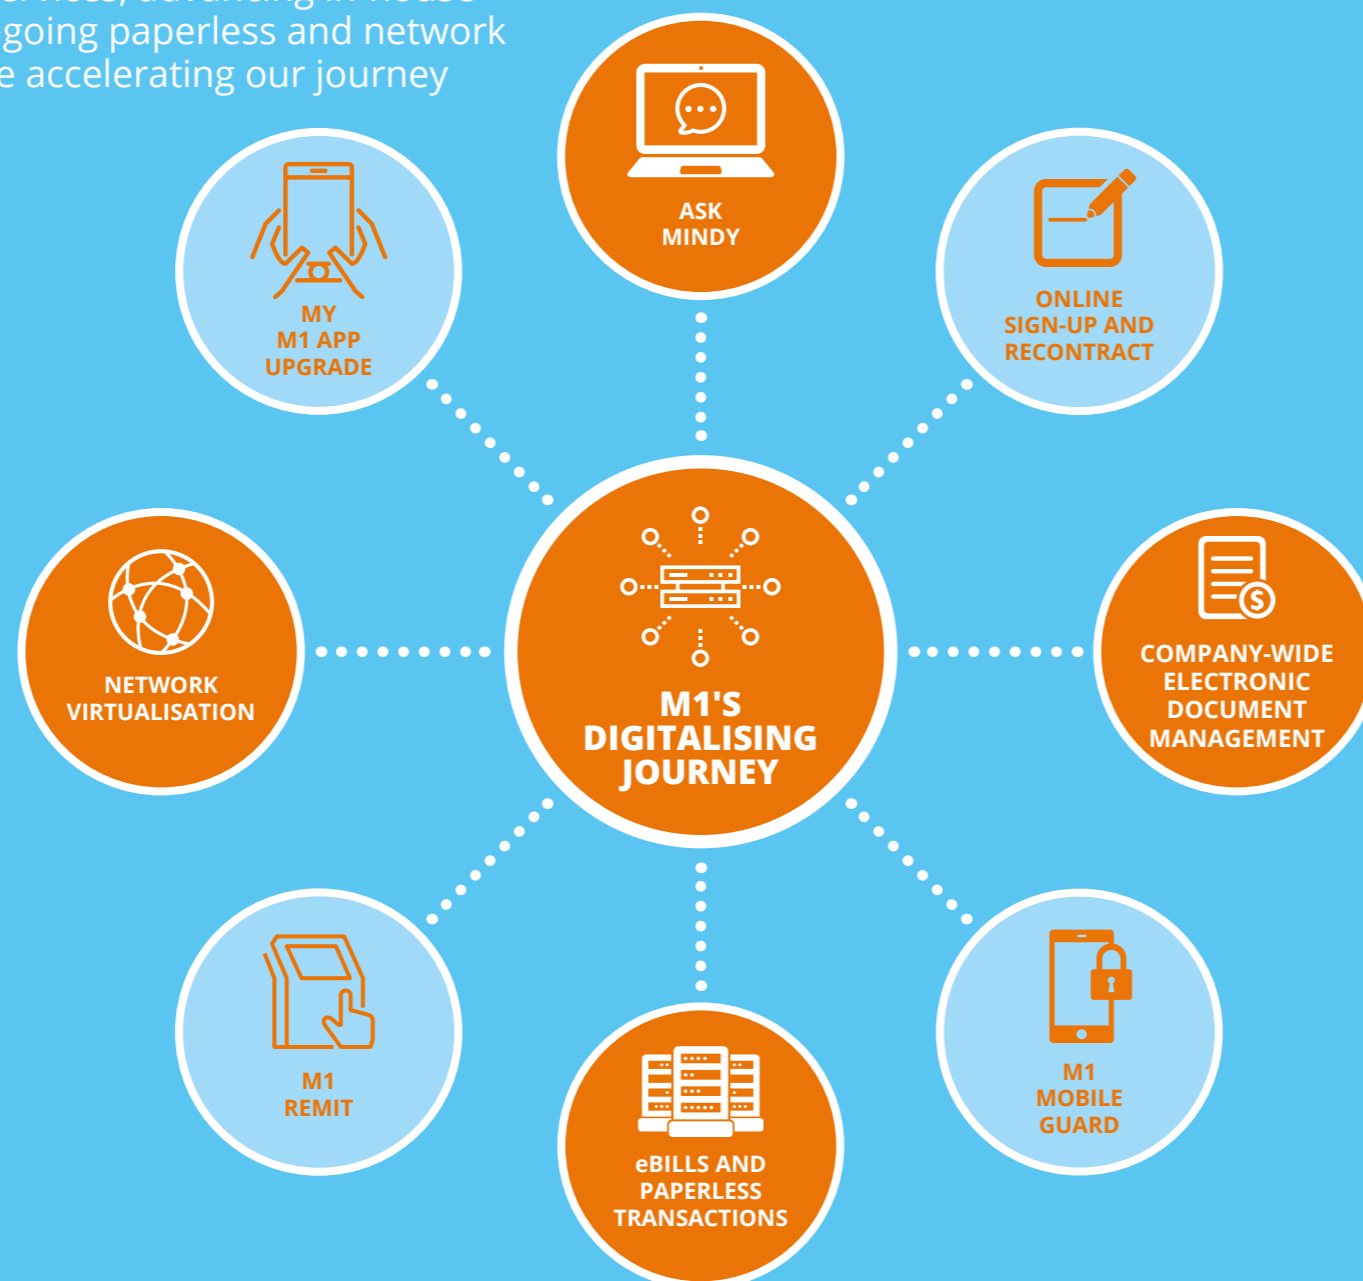 going paperless and network
accelerating our journey
ASK
MINDY
MY
M1 APP
UPGRADE
ONLINE
SIGN-UP AND
RECONTRACT
NETWORK
VIRTUALISATION
M1'S
DIGITALISING
JOURNEY
$
COMPANY-WIDE
ELECTRONIC
DOCUMENT
MANAGEMENT
M1
REMIT
M1
MOBILE
GUARD
eBILLS AND
PAPERLESS
TRANSACTIONS